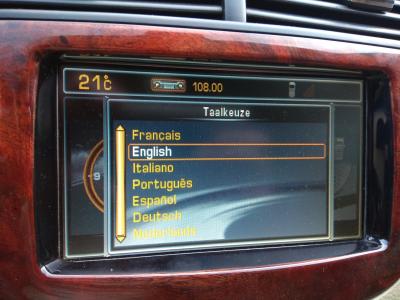 21°C 108.00
Taalkeuze
Français
English
Italiano
Português
Español
Deutsch
Nederlands